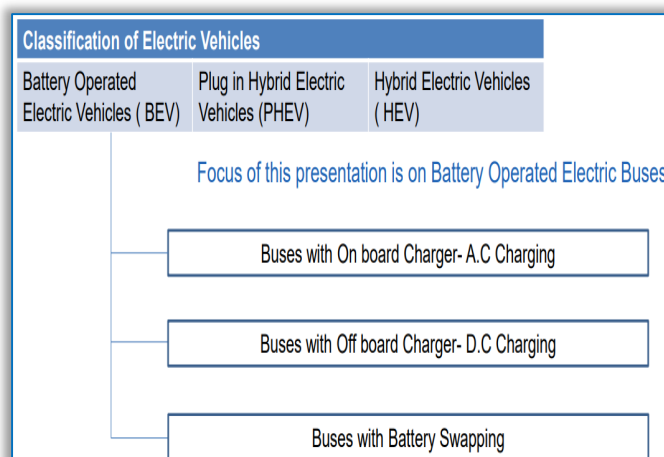 Classification of Electric Vehicles
Battery Operated
Electric Vehicles ( BEV)
Plug in Hybrid Electric
Vehicles (PHEV)
Hybrid Electric Vehicles
( HEV)
Focus of this presentation is on Battery Operated Electric Buses
Buses with On board Charger- A.C Charging
Buses with Off board Charger- D.C Charging
Buses with Battery Swapping